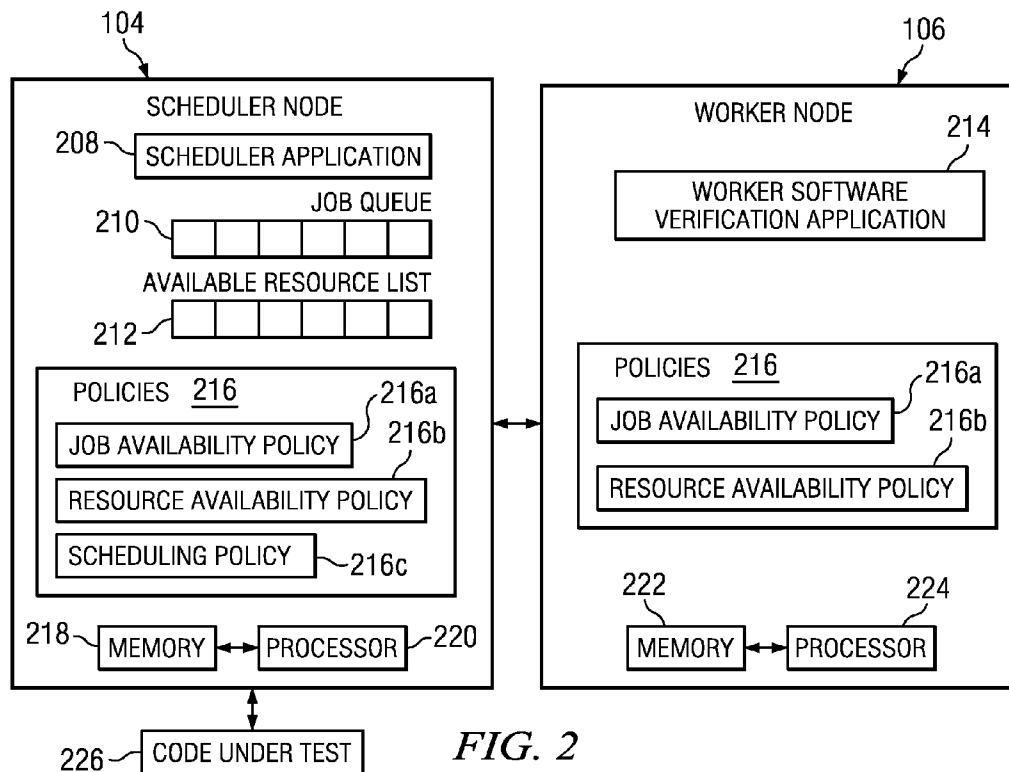 104
106
SCHEDULER NODE
208
SCHEDULER APPLICATION
JOB QUEUE
210
AVAILABLE RESOURCE LIST
212
POLICIES 216
216a
JOB AVAILABILITY POLICY
216b
RESOURCE AVAILABILITY POLICY
SCHEDULING POLICY
216c
218
MEMORY
PROCESSOR
220
226
CODE UNDER TEST
WORKER NODE
214
WORKER SOFTWARE
VERIFICATION APPLICATION
POLICIES 216
216a
JOB AVAILABILITY POLICY
216b
RESOURCE AVAILABILITY POLICY
222
224
MEMORY
PROCESSOR
FIG. 2